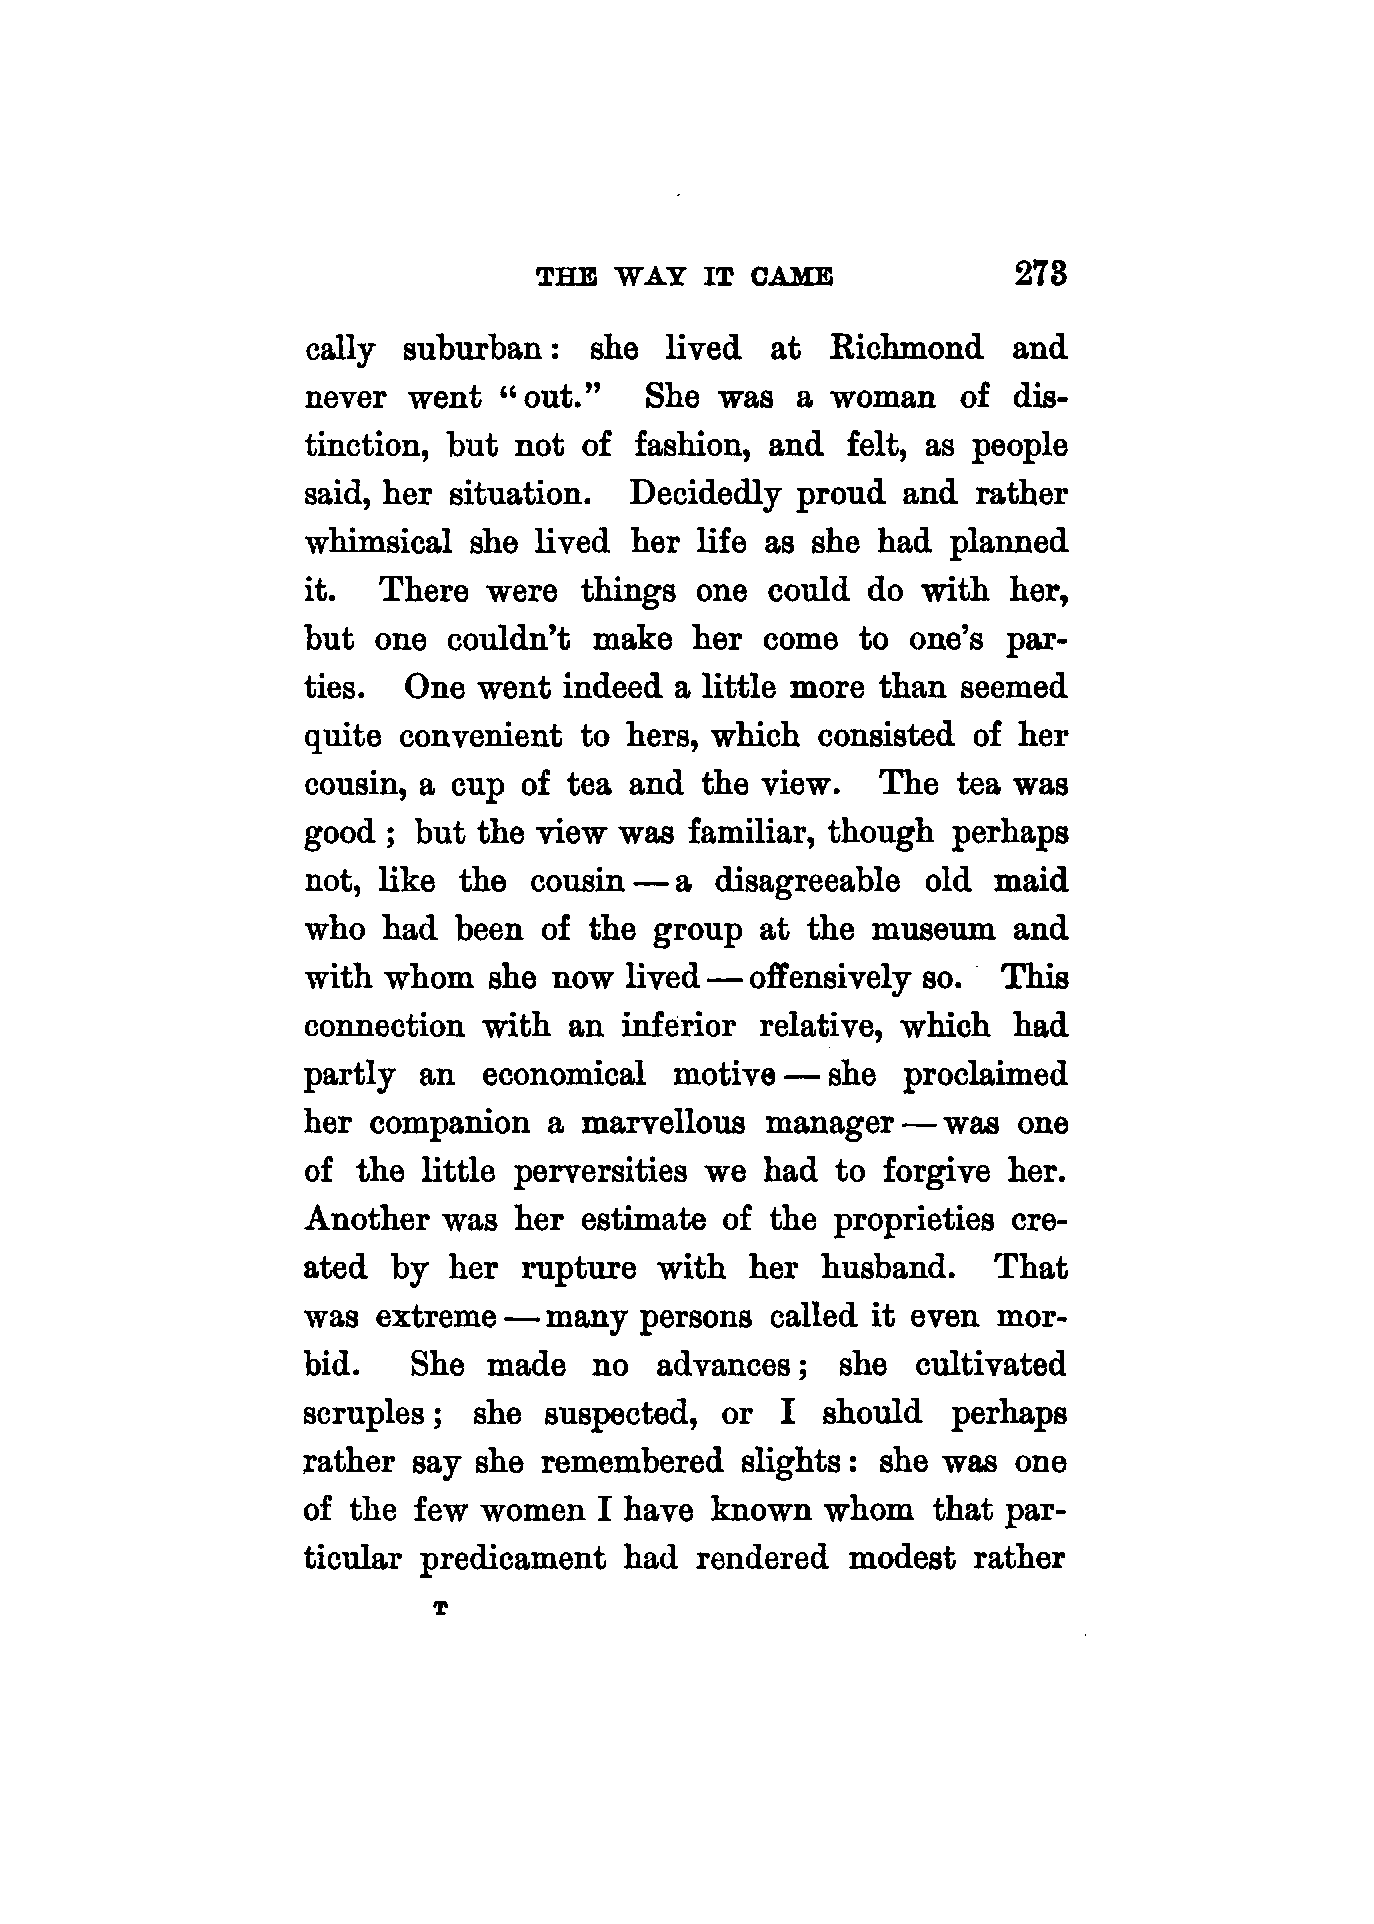 THE WAY IT CAME 273
cally suburban: she lived at Richmond and
never went "out." She was a woman of dis-
tinction, but not of fashion, and felt, as people
said, her situation. Decidedly proud and rather
whimsical she lived her life as she had planned
it. There were things one could do with her,
but one couldn't make her come to one's par-
ties. One went indeed a little more than seemed
quite convenient to hers, which consisted of her
cousin, a cup of tea and the view. The tea was
good; but the view was familiar, though perhaps
not, like the cousin—a disagreeable old maid
who had been of the group at the museum and
with whom she now lived—offensively so. This
connection with an inferior relative, which had
partly an economical motive—she proclaimed
her companion a marvellous manager—was one
of the little perversities we had to forgive her.
Another was her estimate of the proprieties cre-
ated by her rupture with her husband. That
was extreme—many persons called it even mor-
bid. She made no advances; she cultivated
scruples; she suspected, or I should perhaps
rather say she remembered slights: she was one
of the few women I have known whom that par-
ticular predicament had rendered modest rather
T